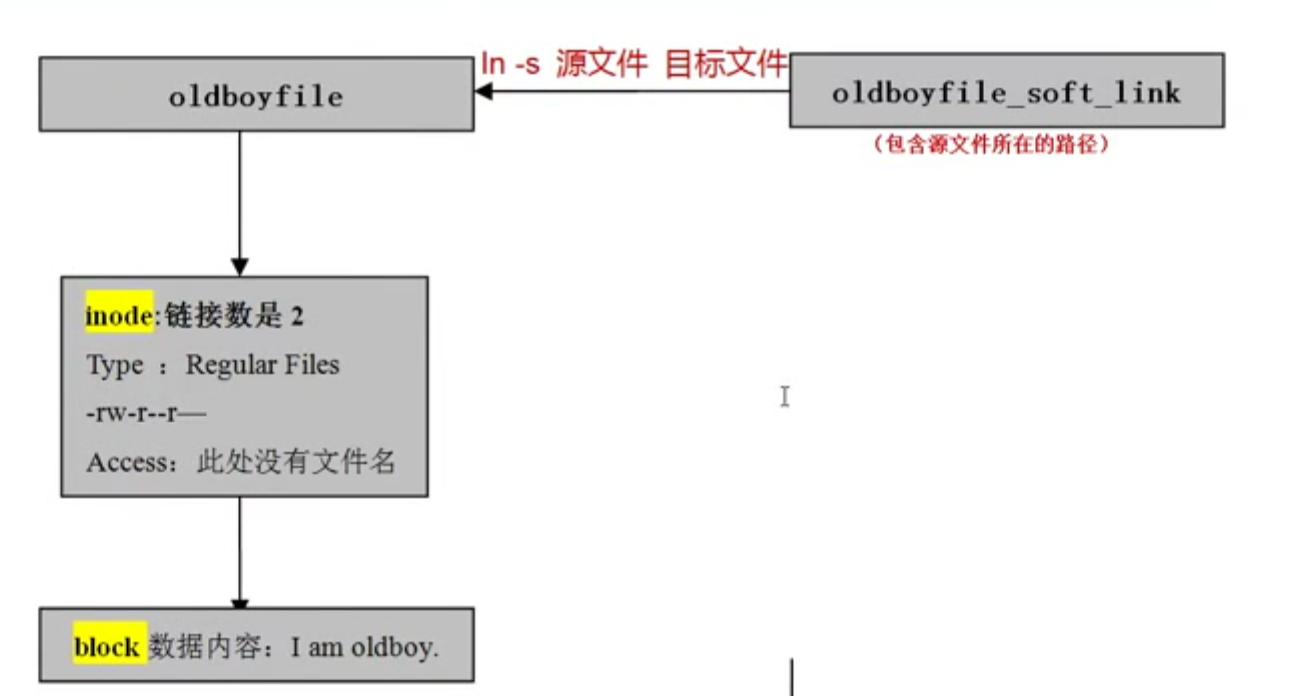 ln -s 源文件 目标文件
oldboyfile
oldboyfile_soft_link
（包含源文件所在的路径）
inode:链接数是 2
Type ：Regular Files
-rw-r--r—
Access：此处没有文件名
block 数据内容：I am oldboy.